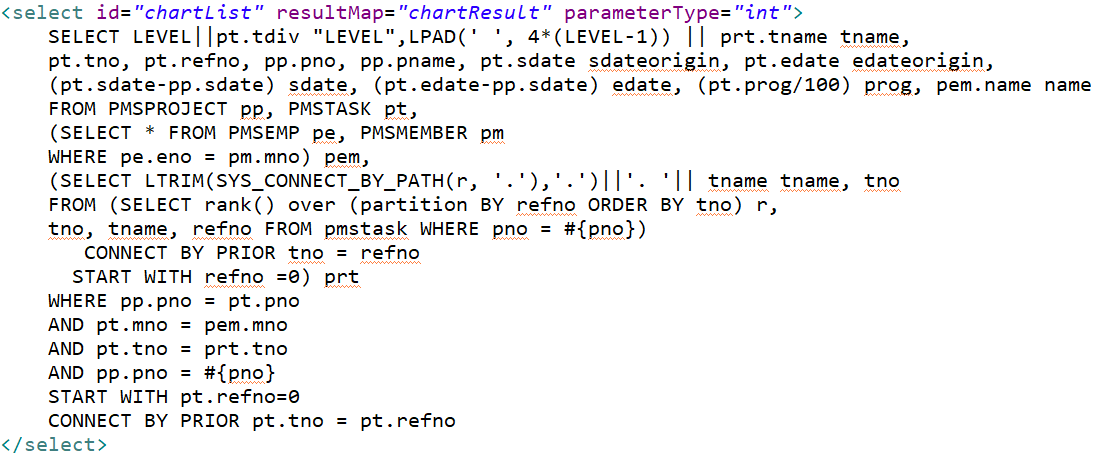 <select id="chartList" resultMap="chartResult" parameterType="int">
SELECT LEVEL||pt.tdiv "LEVEL",LPAD(' ', 4*(LEVEL-1)) || prt.tname tname,
pt.tno, pt.refno, pp.pno, pp.pname, pt.sdate sdateorigin, pt.edate edateorigin,
(pt.sdate-pp.sdate) sdate, (pt.edate-pp.sdate) edate, (pt.prog/100) prog, pem.name name
FROM PMSPROJECT pp, PMSTASK pt,
(SELECT * FROM PMSEMP pe, PMSMEMBER pm
WHERE pe.eno = pm.mno) pem,
(SELECT LTRIM(SYS_CONNECT_BY_PATH(r, '.'),'.')||'. '|| tname tname, tno
FROM (SELECT rank() over (partition BY refno ORDER BY tno) r,
tno, tname, refno FROM pmstask WHERE pno = #{pno})
CONNECT BY PRIOR tno = refno
START WITH refno =0) prt
WHERE pp.pno = pt.pno
AND pt.mno = pem.mno
AND pt.tno = prt.tno
AND pp.pno = #{pno}
START WITH pt.refno=0
CONNECT BY PRIOR pt.tno = pt.refno
</select>